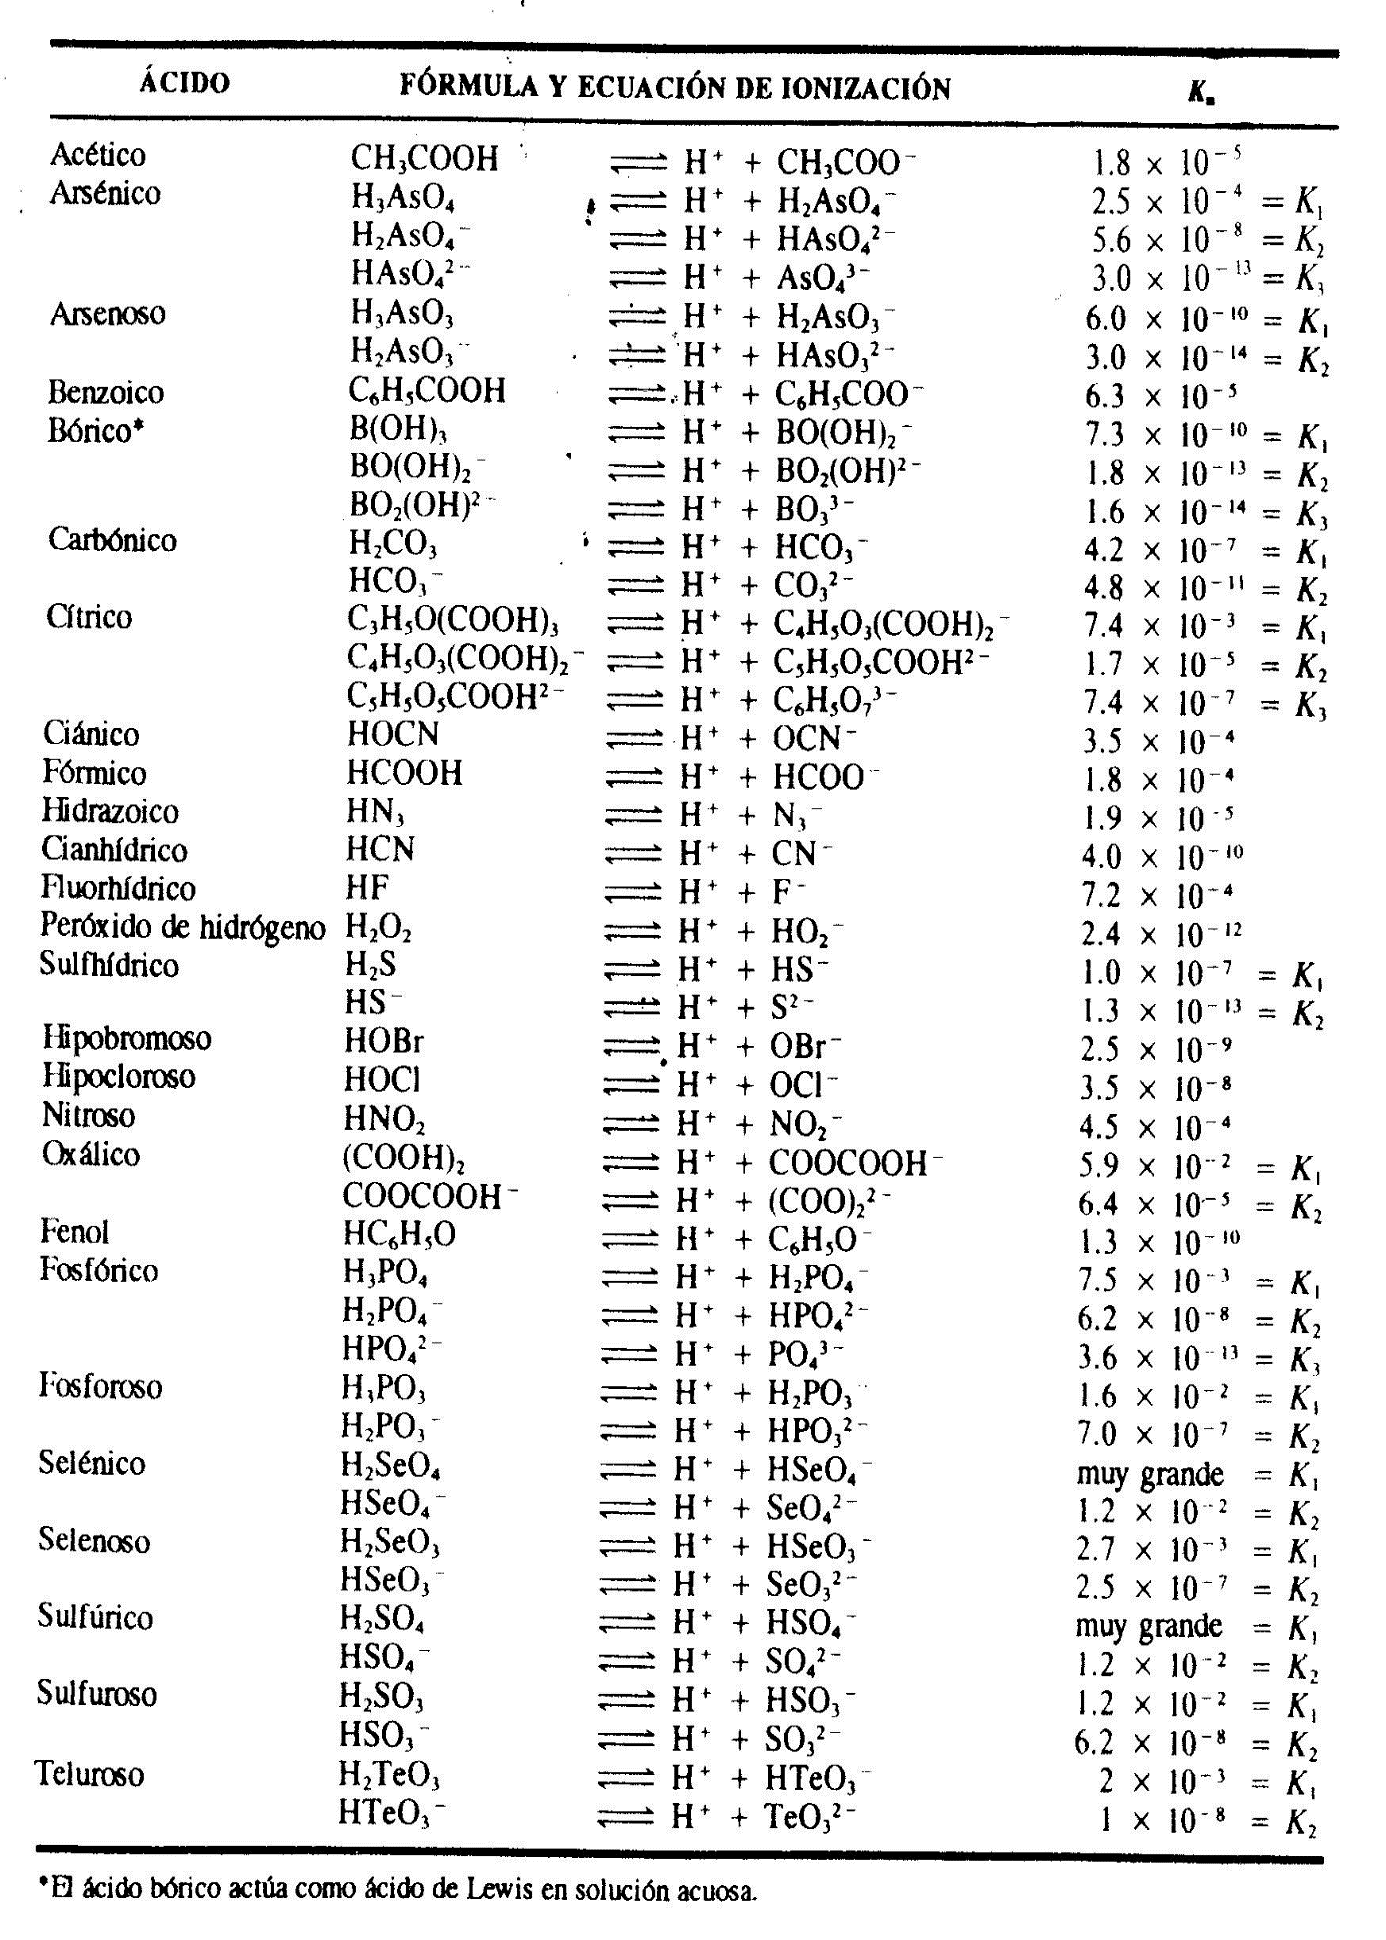 ÁCIDO FÓRMULA Y ECUACIÓN DE IONIZACIÓN Kₐ
Acético CH₃COOH ⇌ H⁺ + CH₃COO⁻ 1.8 × 10⁻⁵
Arsénico H₃AsO₄ ⇌ H⁺ + H₂AsO₄⁻ 2.5 × 10⁻⁴ = K₁
H₂AsO₄⁻ ⇌ H⁺ + HAsO₄²⁻ 5.6 × 10⁻⁸ = K₂
HAsO₄²⁻ ⇌ H⁺ + AsO₄³⁻ 3.0 × 10⁻¹³ = K₃
Arsenoso H₃AsO₃ ⇌ H⁺ + H₂AsO₃⁻ 6.0 × 10⁻¹⁰ = K₁
H₂AsO₃⁻ ⇌ H⁺ + HAsO₃²⁻ 3.0 × 10⁻¹⁴ = K₂
Benzoico C₆H₅COOH ⇌ H⁺ + C₆H₅COO⁻ 6.3 × 10⁻⁵
Bórico* B(OH)₃ ⇌ H⁺ + BO(OH)₂⁻ 7.3 × 10⁻¹⁰ = K₁
BO(OH)₂⁻ ⇌ H⁺ + BO₂(OH)²⁻ 1.8 × 10⁻¹³ = K₂
BO₂(OH)²⁻ ⇌ H⁺ + BO₃³⁻ 1.6 × 10⁻¹⁴ = K₃
Carbónico H₂CO₃ ⇌ H⁺ + HCO₃⁻ 4.2 × 10⁻⁷ = K₁
HCO₃⁻ ⇌ H⁺ + CO₃²⁻ 4.8 × 10⁻¹¹ = K₂
Cítrico C₃H₅O(COOH)₃ ⇌ H⁺ + C₄H₅O₃(COOH)₂⁻ 7.4 × 10⁻³ = K₁
C₄H₅O₃(COOH)₂⁻ ⇌ H⁺ + C₅H₅O₅COOH²⁻ 1.7 × 10⁻⁵ = K₂
C₅H₅O₅COOH²⁻ ⇌ H⁺ + C₆H₅O₇³⁻ 7.4 × 10⁻⁷ = K₃
Ciánico HOCN ⇌ H⁺ + OCN⁻ 3.5 × 10⁻⁴
Fórmico HCOOH ⇌ H⁺ + HCOO⁻ 1.8 × 10⁻⁴
Hidrazoico HN₃ ⇌ H⁺ + N₃⁻ 1.9 × 10⁻⁵
Cianhídrico HCN ⇌ H⁺ + CN⁻ 4.0 × 10⁻¹⁰
Fluorhídrico HF ⇌ H⁺ + F⁻ 7.2 × 10⁻⁴
Peróxido de hidrógeno H₂O₂ ⇌ H⁺ + HO₂⁻ 2.4 × 10⁻¹²
Sulfhídrico H₂S ⇌ H⁺ + HS⁻ 1.0 × 10⁻⁷ = K₁
HS⁻ ⇌ H⁺ + S²⁻ 1.3 × 10⁻¹³ = K₂
Hipobromoso HOBr ⇌ H⁺ + OBr⁻ 2.5 × 10⁻⁹
Hipocloroso HOCl ⇌ H⁺ + OCl⁻ 3.5 × 10⁻⁸
Nitroso HNO₂ ⇌ H⁺ + NO₂⁻ 4.5 × 10⁻⁴
Oxálico (COOH)₂ ⇌ H⁺ + COOCOOH⁻ 5.9 × 10⁻² = K₁
COOCOOH⁻ ⇌ H⁺ + (COO)₂²⁻ 6.4 × 10⁻⁵ = K₂
Fenol HC₆H₅O ⇌ H⁺ + C₆H₅O⁻ 1.3 × 10⁻¹⁰
Fosfórico H₃PO₄ ⇌ H⁺ + H₂PO₄⁻ 7.5 × 10⁻³ = K₁
H₂PO₄⁻ ⇌ H⁺ + HPO₄²⁻ 6.2 × 10⁻⁸ = K₂
HPO₄²⁻ ⇌ H⁺ + PO₄³⁻ 3.6 × 10⁻¹³ = K₃
Fosforoso H₃PO₃ ⇌ H⁺ + H₂PO₃⁻ 1.6 × 10⁻² = K₁
H₂PO₃⁻ ⇌ H⁺ + HPO₃²⁻ 7.0 × 10⁻⁷ = K₂
Selénico H₂SeO₄ ⇌ H⁺ + HSeO₄⁻ muy grande = K₁
HSeO₄⁻ ⇌ H⁺ + SeO₄²⁻ 1.2 × 10⁻² = K₂
Selenoso H₂SeO₃ ⇌ H⁺ + HSeO₃⁻ 2.7 × 10⁻³ = K₁
HSeO₃⁻ ⇌ H⁺ + SeO₃²⁻ 2.5 × 10⁻⁷ = K₂
Sulfúrico H₂SO₄ ⇌ H⁺ + HSO₄⁻ muy grande = K₁
HSO₄⁻ ⇌ H⁺ + SO₄²⁻ 1.2 × 10⁻² = K₂
Sulfuroso H₂SO₃ ⇌ H⁺ + HSO₃⁻ 1.2 × 10⁻² = K₁
HSO₃⁻ ⇌ H⁺ + SO₃²⁻ 6.2 × 10⁻⁸ = K₂
Teluroso H₂TeO₃ ⇌ H⁺ + HTeO₃⁻ 2 × 10⁻³ = K₁
HTeO₃⁻ ⇌ H⁺ + TeO₃²⁻ 1 × 10⁻⁸ = K₂
*El ácido bórico actúa como ácido de Lewis en solución acuosa.